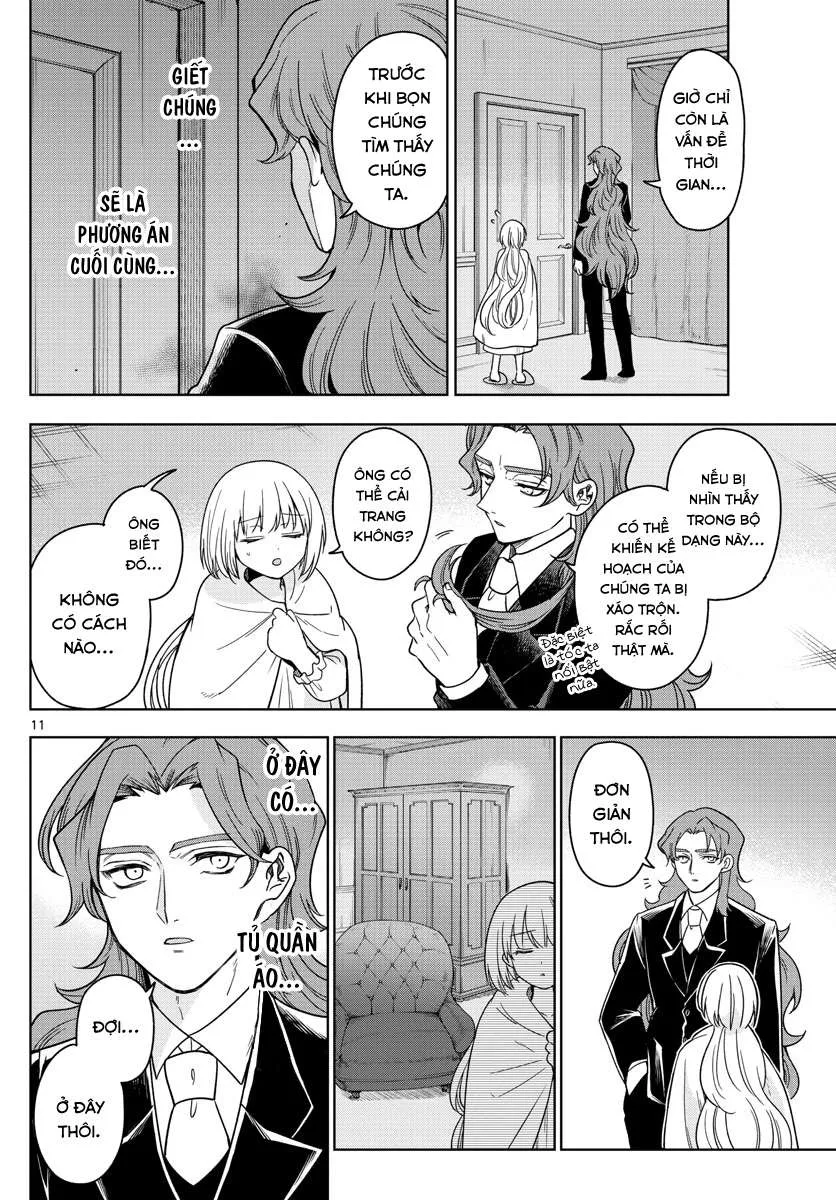 GIỜ CHỈ
CÒN LÀ
VẤN ĐỀ
THỜI
GIAN...
TRƯỚC
KHI BỌN
CHÚNG
TÌM THẤY
CHÚNG
TA.
GIẾT
CHÚNG
...
SẼ LÀ
PHƯƠNG ÁN
CUỐI CÙNG...
NẾU BỊ
NHÌN THẤY
TRONG BỘ
DẠNG NÀY...
CÓ THỂ
KHIẾN KẾ
HOẠCH CỦA
CHÚNG TA BỊ
XÁO TRỘN.
RẮC RỐI
THẬT MÀ.
Đặc biệt
là tóc ta
nổi bật
nữa
ÔNG CÓ
THỂ CẢI
TRANG
KHÔNG?
ÔNG
BIẾT
ĐÓ...
KHÔNG
CÓ CÁCH
NÀO...
11
ĐƠN
GIẢN
THÔI.
Ở ĐÂY
CÓ...
TỦ QUẦN
ÁO...
ĐỢI...
Ở ĐÂY
THÔI.